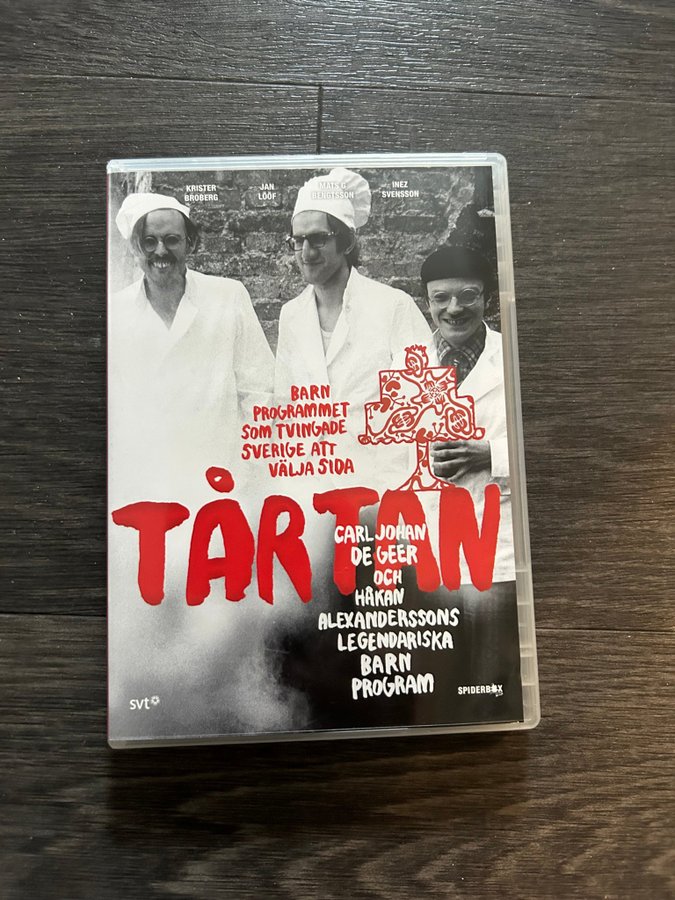 KRISTER
BROBERG
JAN
LÖÖF
MATS G
BENGTSSON
INEZ
SVENSSON
BARN
PROGRAMMET
SOM TVINGADE
SVERIGE ATT
VÄLJA SIDA
TÅRTAN
CARL JOHAN
DE GEER
OCH
HÅKAN
ALEXANDERSSONS
LEGENDARISKA
BARN
PROGRAM
svt
SPIDERBOX